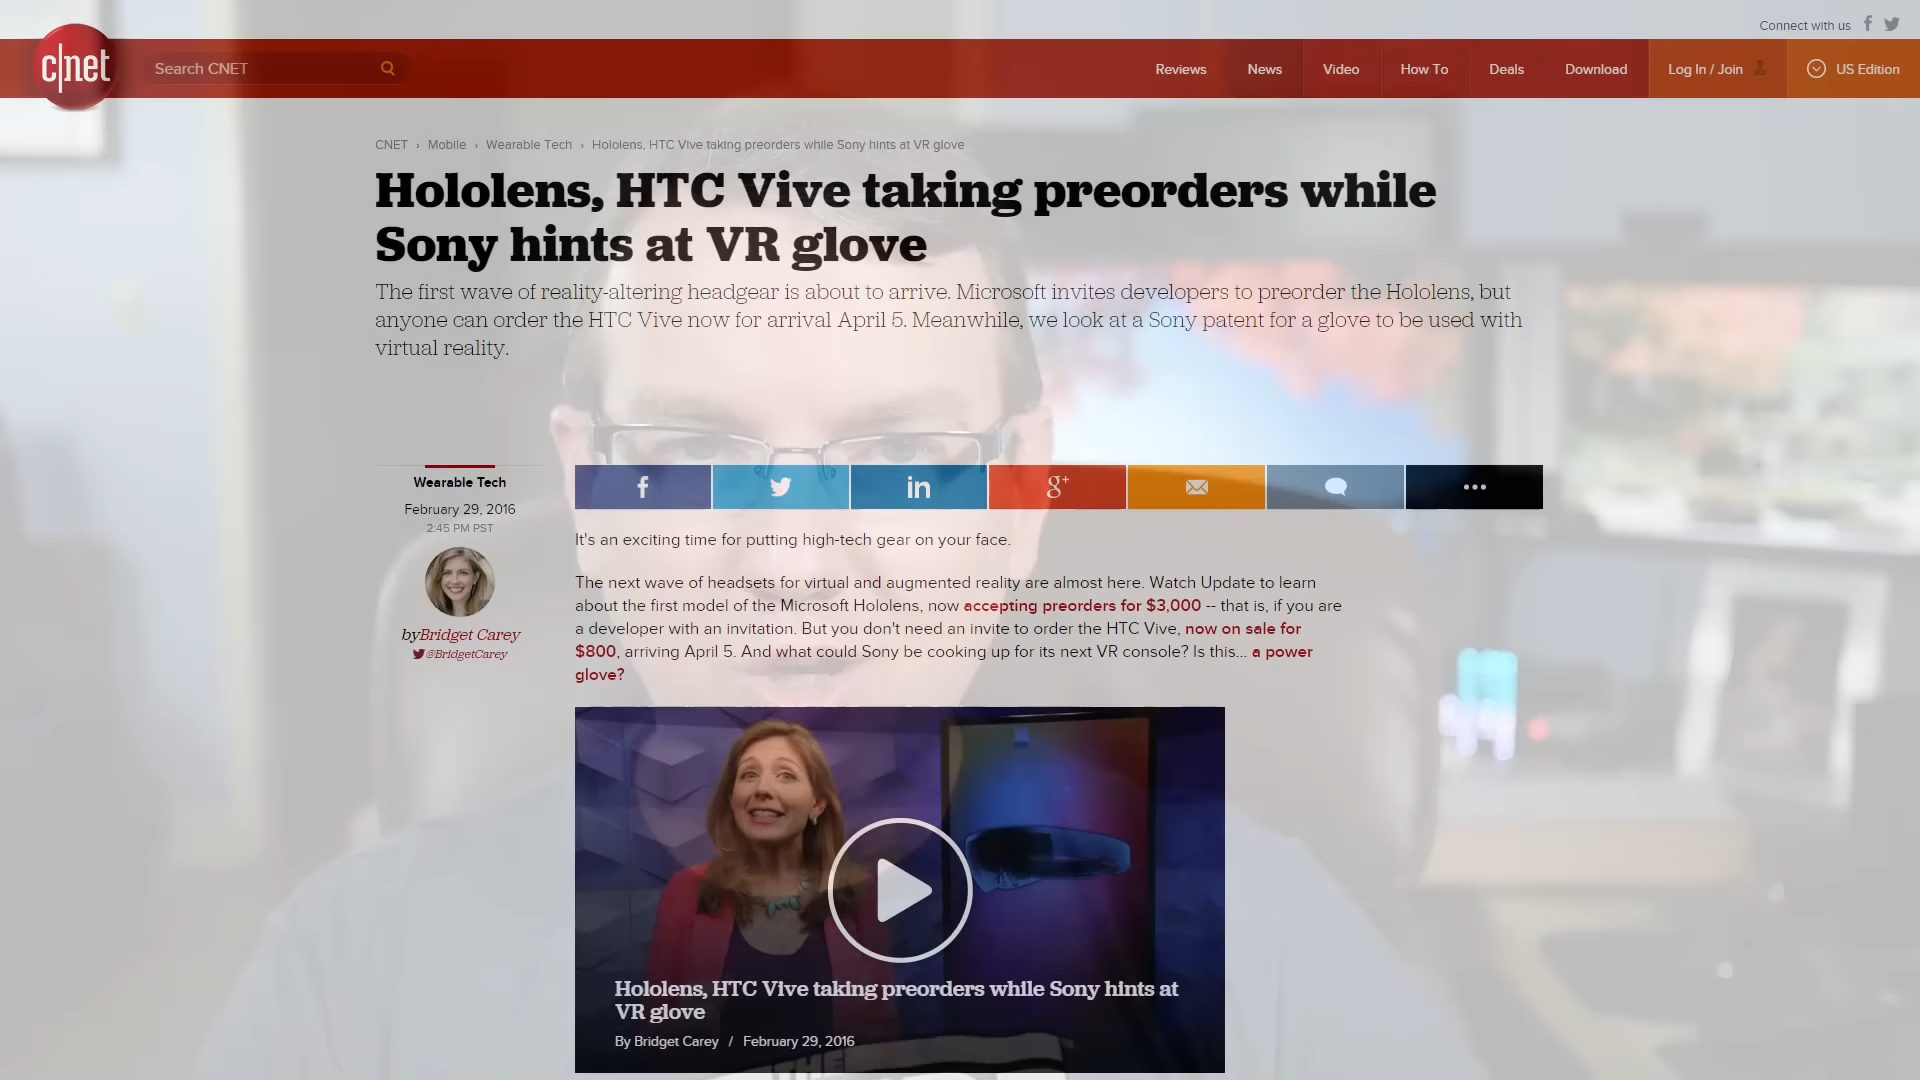 Connect with us
c|net
Search CNET
Reviews
News
Video
How To
Deals
Download
Log In / Join
US Edition
CNET › Mobile › Wearable Tech › Hololens, HTC Vive taking preorders while Sony hints at VR glove
Hololens, HTC Vive taking preorders while
Sony hints at VR glove
The first wave of reality-altering headgear is about to arrive. Microsoft invites developers to preorder the Hololens, but
anyone can order the HTC Vive now for arrival April 5. Meanwhile, we look at a Sony patent for a glove to be used with
virtual reality.
Wearable Tech
February 29, 2016
2:45 PM PST
by Bridget Carey
@BridgetCarey
f
in
g+
It's an exciting time for putting high-tech gear on your face.
The next wave of headsets for virtual and augmented reality are almost here. Watch Update to learn
about the first model of the Microsoft Hololens, now accepting preorders for $3,000 -- that is, if you are
a developer with an invitation. But you don't need an invite to order the HTC Vive, now on sale for
$800, arriving April 5. And what could Sony be cooking up for its next VR console? Is this... a power
glove?
Hololens, HTC Vive taking preorders while Sony hints at
VR glove
By Bridget Carey / February 29, 2016